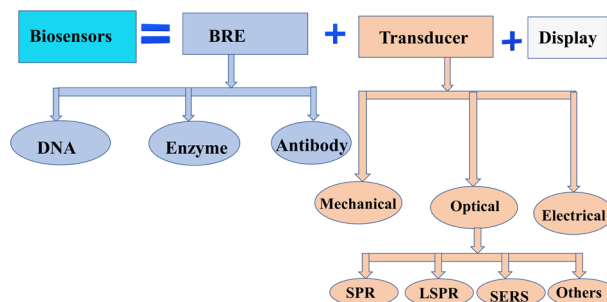 Biosensors = BRE + Transducer + Display
DNA Enzyme Antibody
Mechanical Optical Electrical
SPR LSPR SERS Others